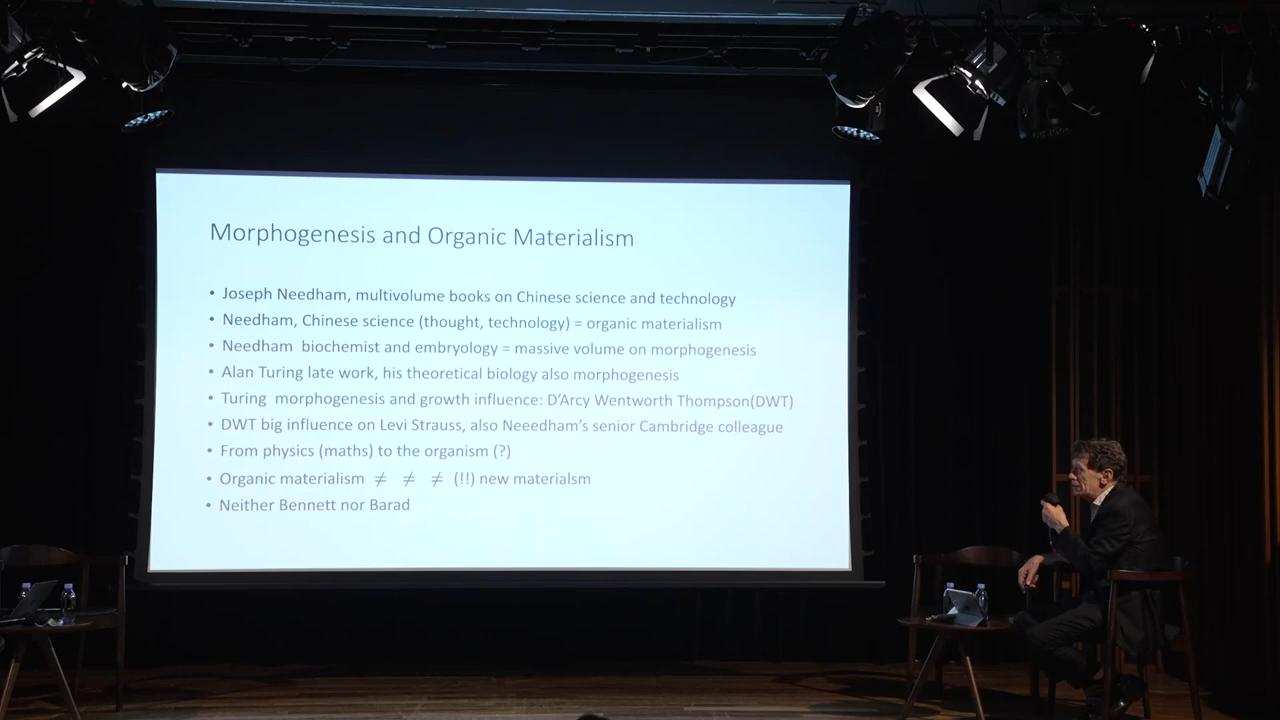 Morphogenesis and Organic Materialism
• Joseph Needham, multivolume books on Chinese science and technology
• Needham, Chinese science (thought, technology) = organic materialism
• Needham biochemist and embryology = massive volume on morphogenesis
• Alan Turing late work, his theoretical biology also morphogenesis
• Turing morphogenesis and growth influence: D'Arcy Wentworth Thompson(DWT)
• DWT big influence on Levi Strauss, also Neeedham's senior Cambridge colleague
• From physics (maths) to the organism (?)
• Organic materialism ≠ ≠ ≠ (!!) new materialsm
• Neither Bennett nor Barad